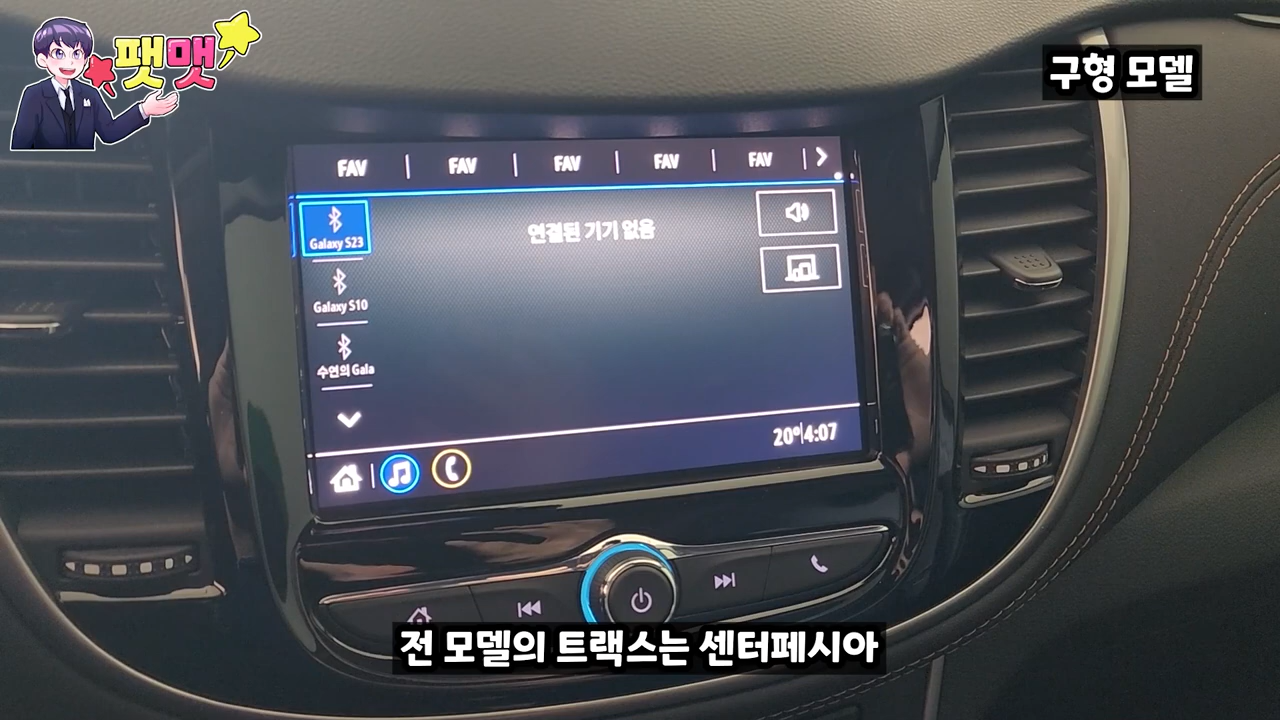 팻맷
구형 모델
FAV FAV FAV FAV FAV
Galaxy S23
연결된 기기 없음
Galaxy S10
수연의 Gala
20° 4:07
전 모델의 트랙스는 센터페시아